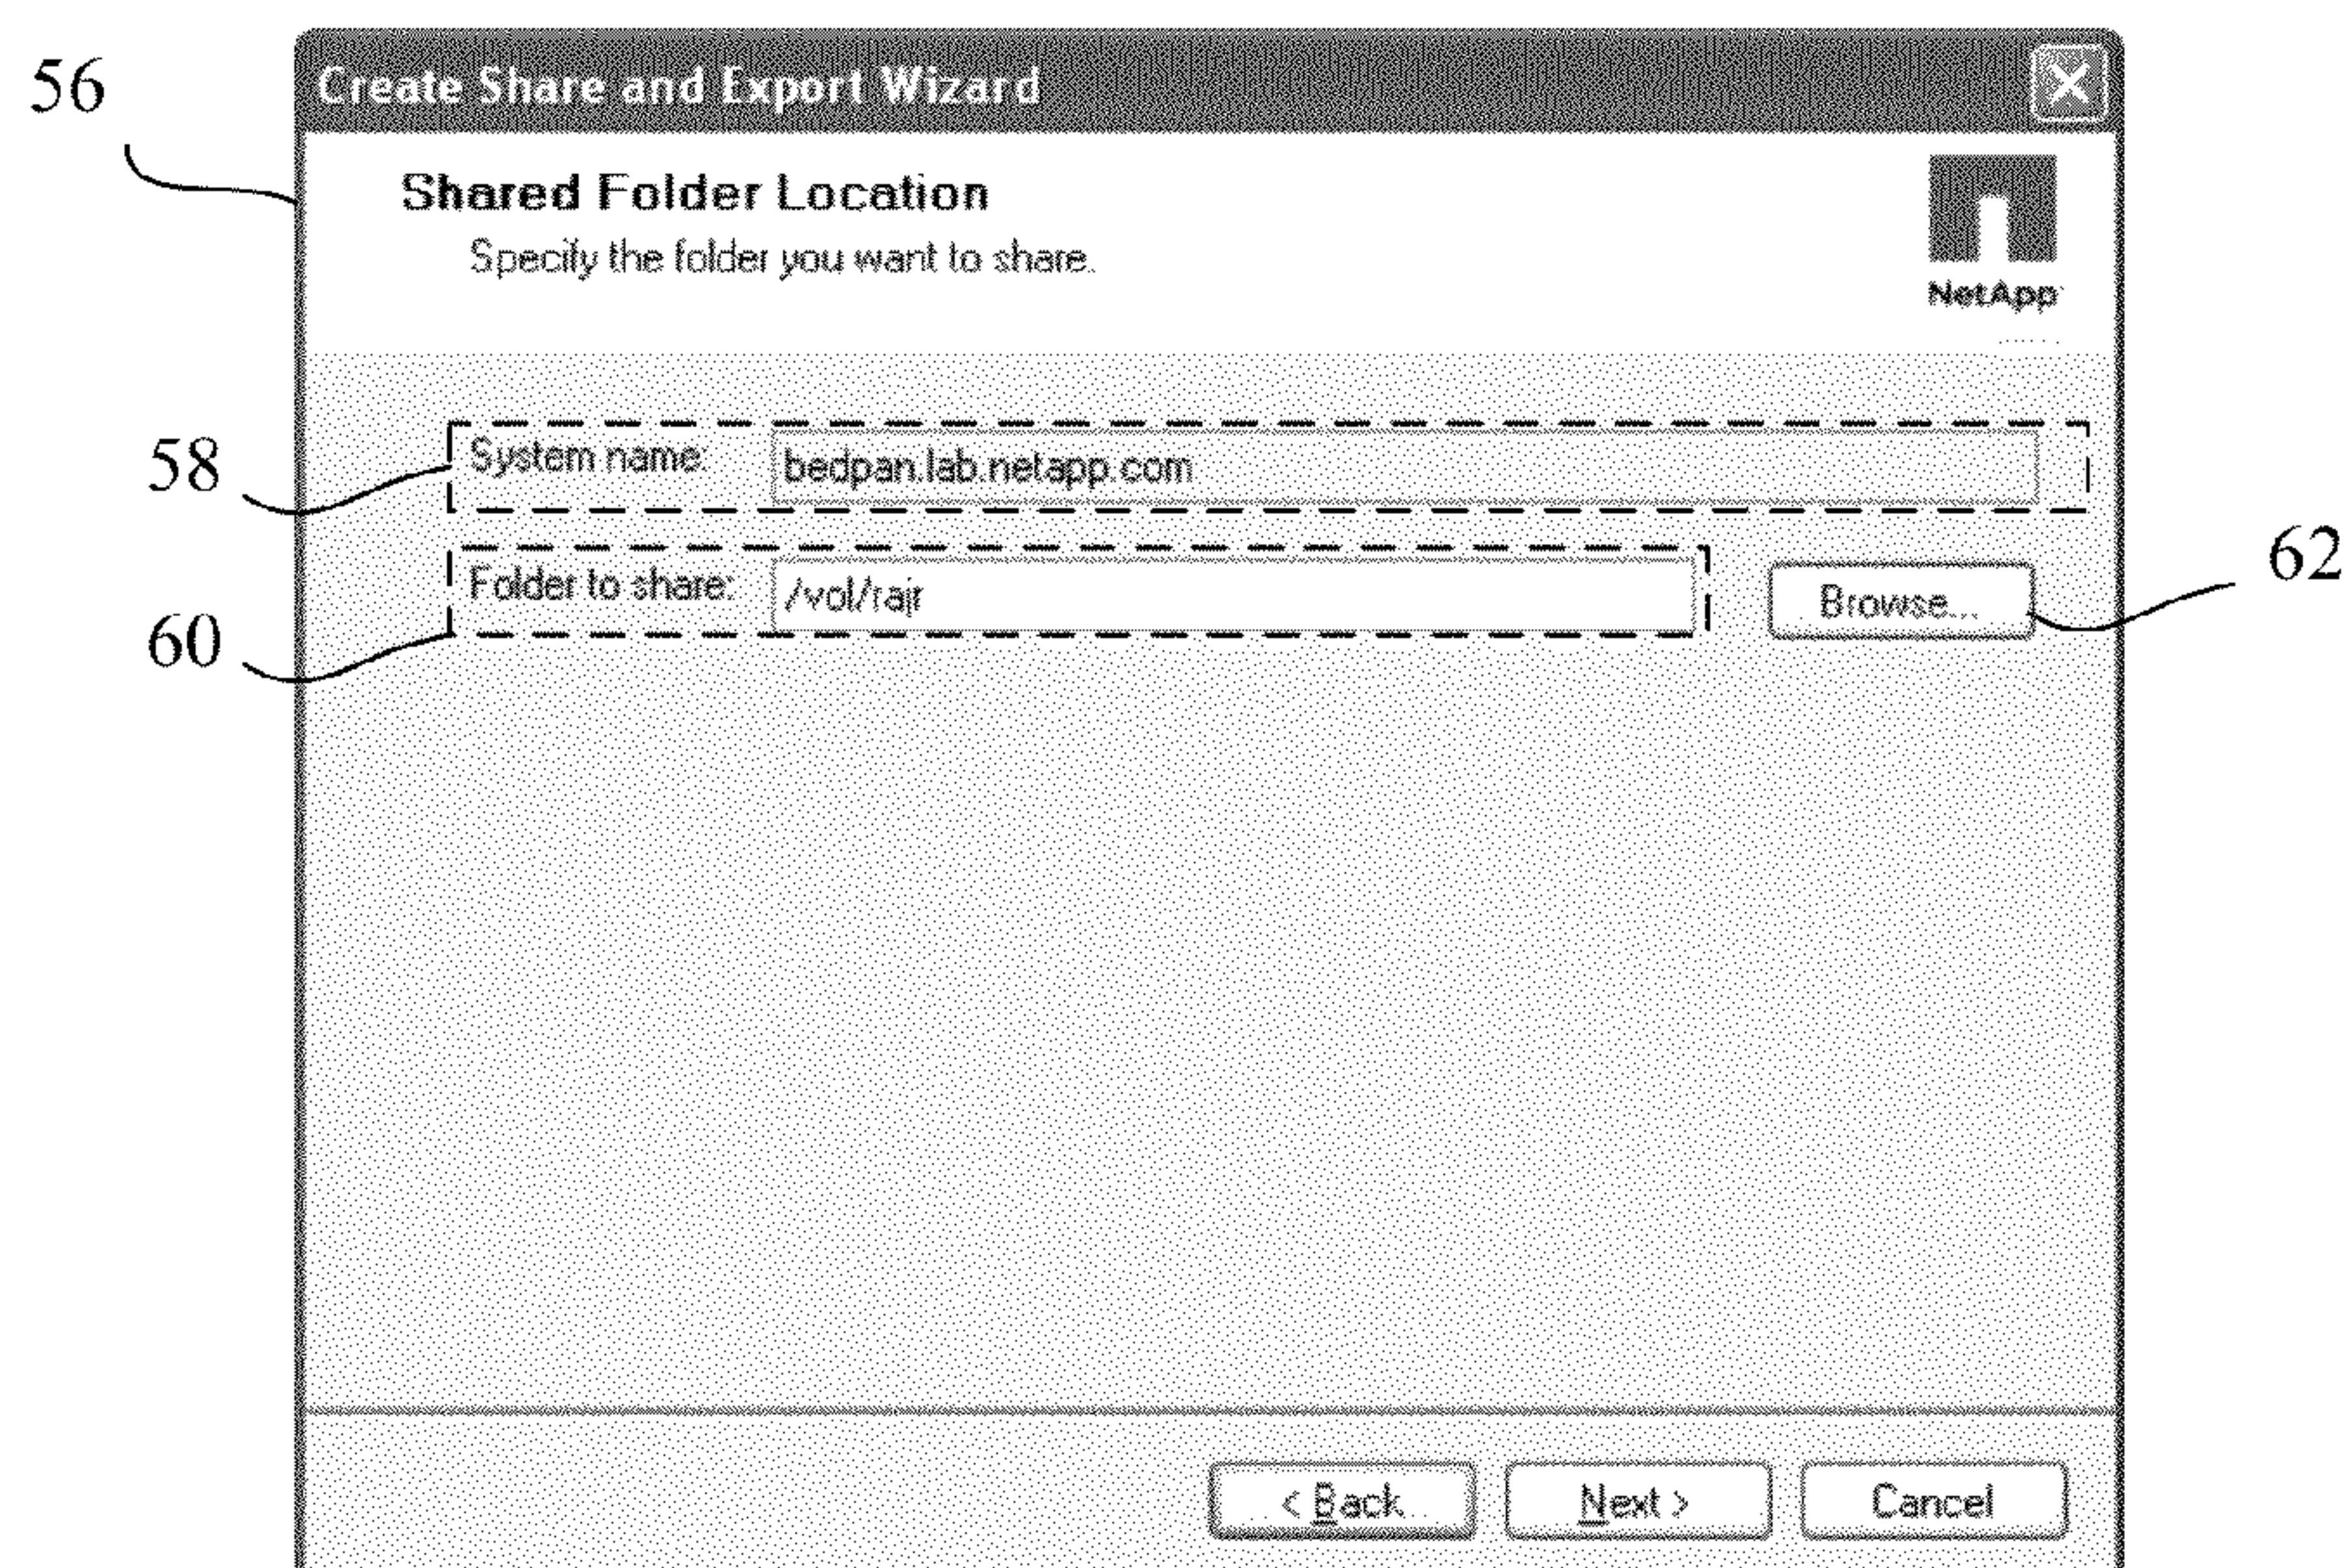 56
Create Share and Export Wizard
Shared Folder Location
Specify the folder you want to share.
NetApp
58
System name: bedpan.lab.netapp.com
60
Folder to share: /vol/rajr
Browse...
62
< Back
Next >
Cancel